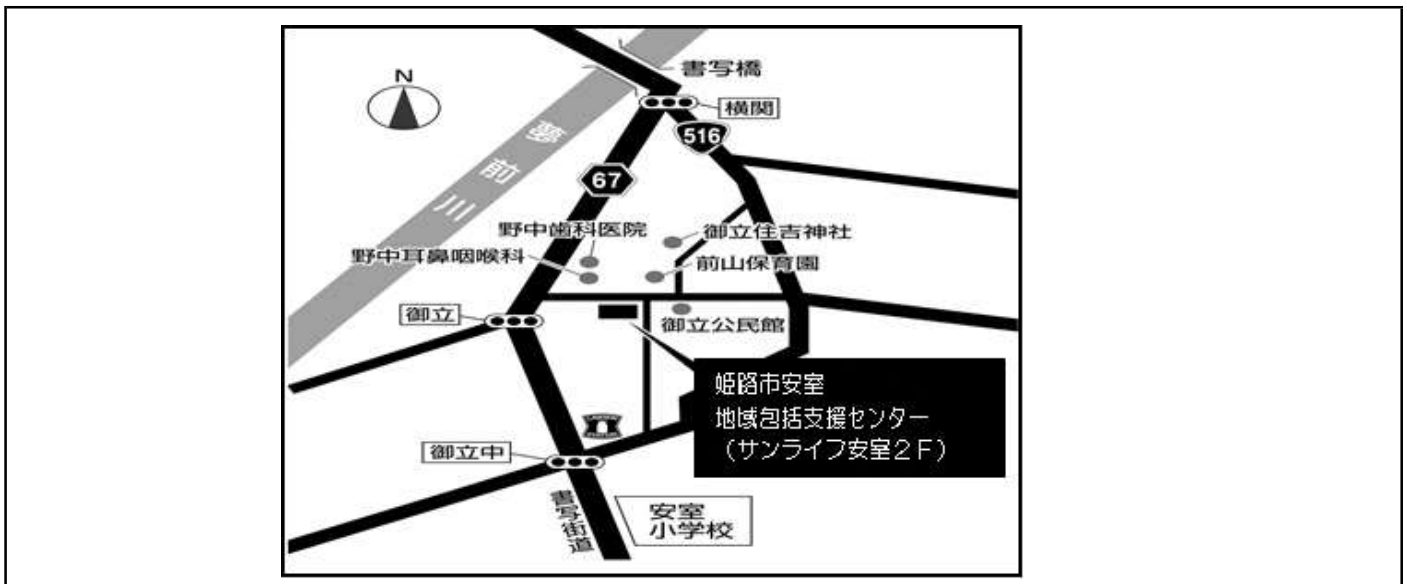 N
書写橋
横関
516
夢前川
67
野中歯科医院
御立住吉神社
野中耳鼻咽喉科
前山保育園
御立
御立公民館
姫路市安室
地域包括支援センター
(サンライフ安室2F)
御立中
書写街道
安室
小学校